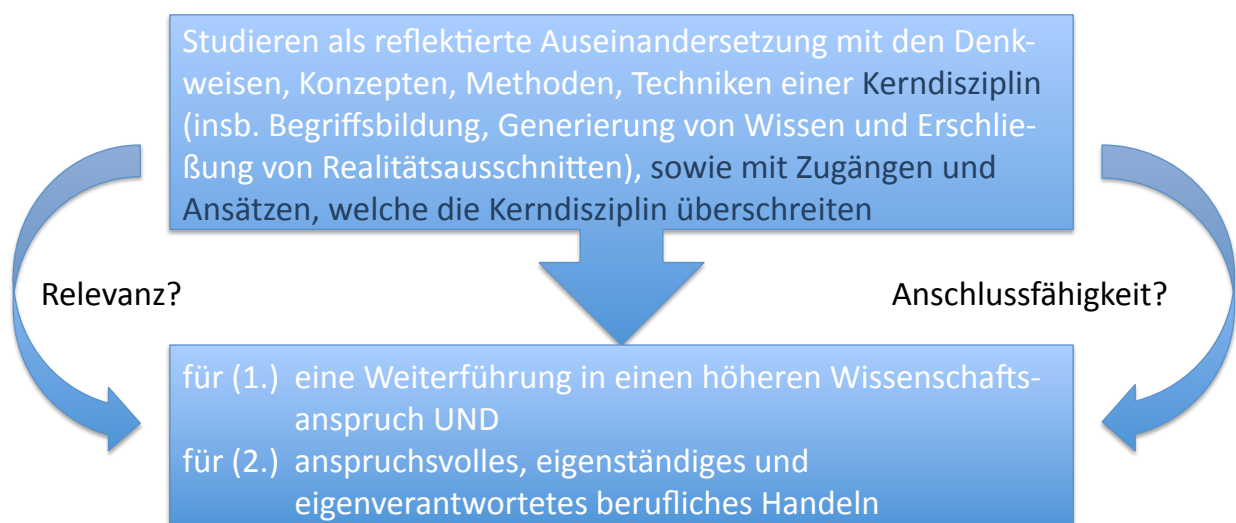 Studieren als reflektierte Auseinandersetzung mit den Denk-
weisen, Konzepten, Methoden, Techniken einer Kerndisziplin
(insb. Begriffsbildung, Generierung von Wissen und Erschlie-
ßung von Realitätsausschnitten), sowie mit Zugängen und
Ansätzen, welche die Kerndisziplin überschreiten
Relevanz?
Anschlussfähigkeit?
für (1.) eine Weiterführung in einen höheren Wissenschafts-
anspruch UND
für (2.) anspruchsvolles, eigenständiges und
eigenverantwortetes berufliches Handeln